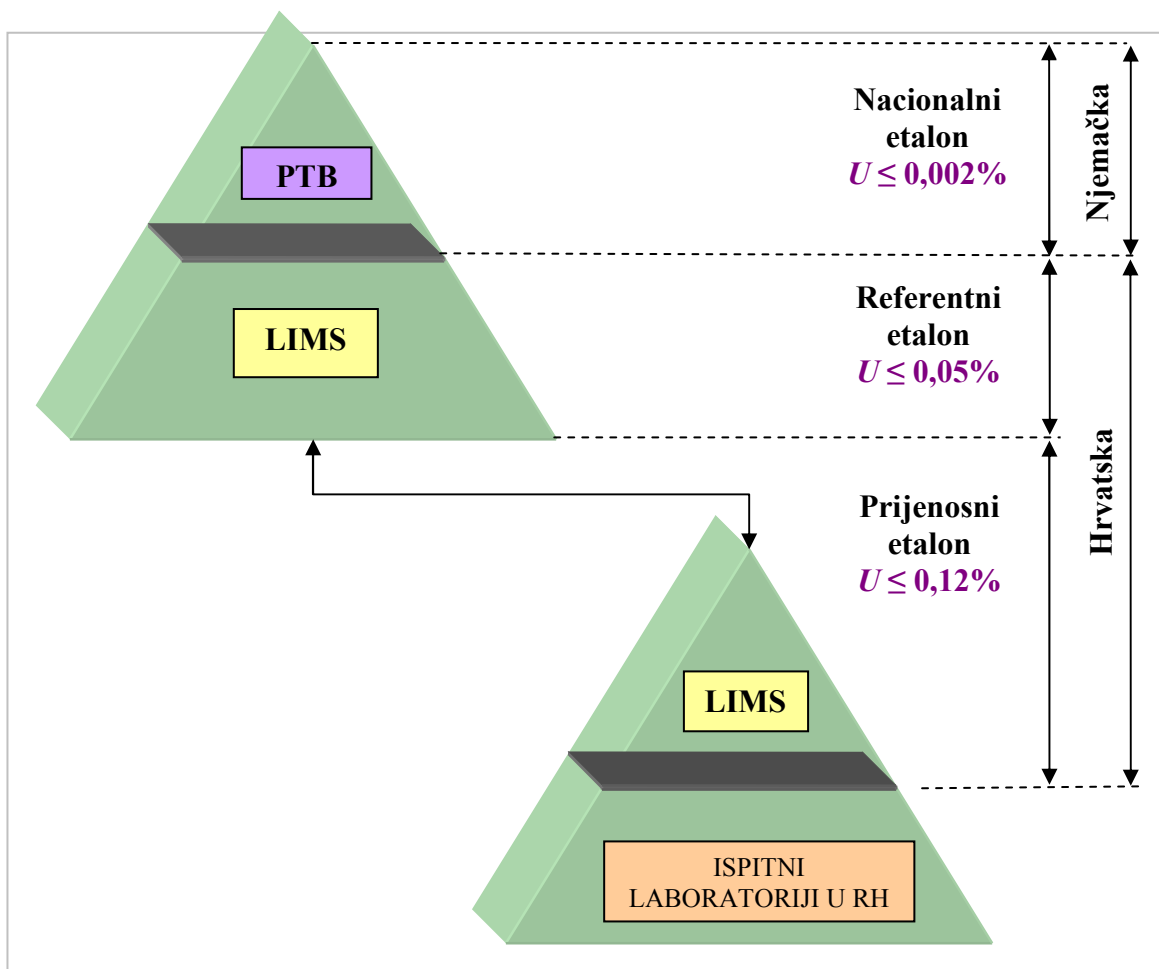 Nacionalni
etalon
U ≤ 0,002%
Njemačka
PTB
Referentni
etalon
U ≤ 0,05%
LIMS
Hrvatska
Prijenosni
etalon
U ≤ 0,12%
LIMS
ISPITNI
LABORATORIJI U RH